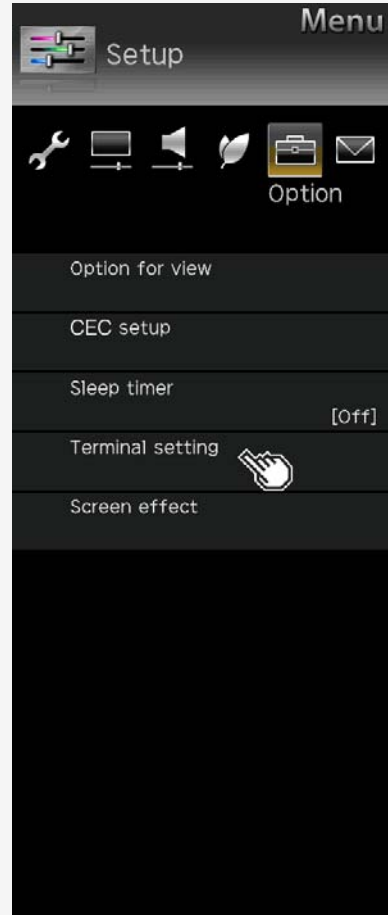 Menu
Setup
Option
Option for view
CEC setup
Sleep timer
[Off]
Terminal setting
Screen effect